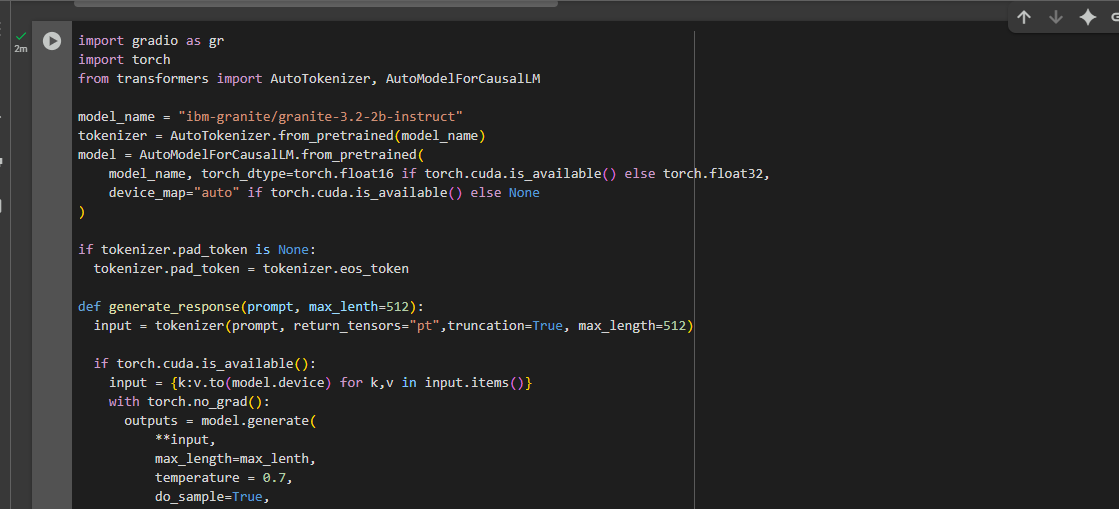 2m
import gradio as gr
import torch
from transformers import AutoTokenizer, AutoModelForCausalLM
model_name = "ibm-granite/granite-3.2-2b-instruct"
tokenizer = AutoTokenizer.from_pretrained(model_name)
model = AutoModelForCausalLM.from_pretrained(
    model_name, torch_dtype=torch.float16 if torch.cuda.is_available() else torch.float32,
    device_map="auto" if torch.cuda.is_available() else None
)
if tokenizer.pad_token is None:
  tokenizer.pad_token = tokenizer.eos_token
def generate_response(prompt, max_lenth=512):
  input = tokenizer(prompt, return_tensors="pt",truncation=True, max_length=512)
  if torch.cuda.is_available():
    input = {k:v.to(model.device) for k,v in input.items()}
    with torch.no_grad():
      outputs = model.generate(
          **input,
          max_length=max_lenth,
          temperature = 0.7,
          do_sample=True,